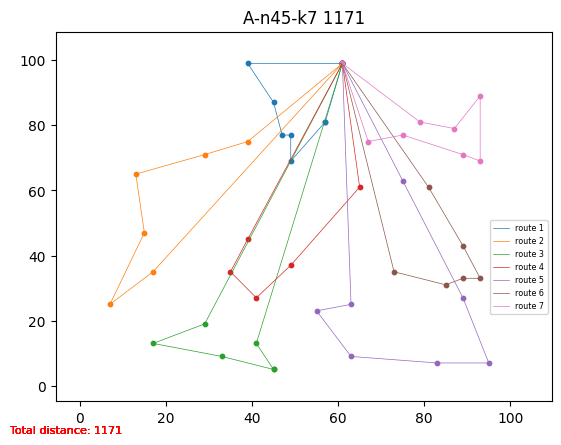 A-n45-k7 1171
100
80
60
40
20
0
route 1
route 2
route 3
route 4
route 5
route 6
route 7
0 20 40 60 80 100
Total distance: 1171